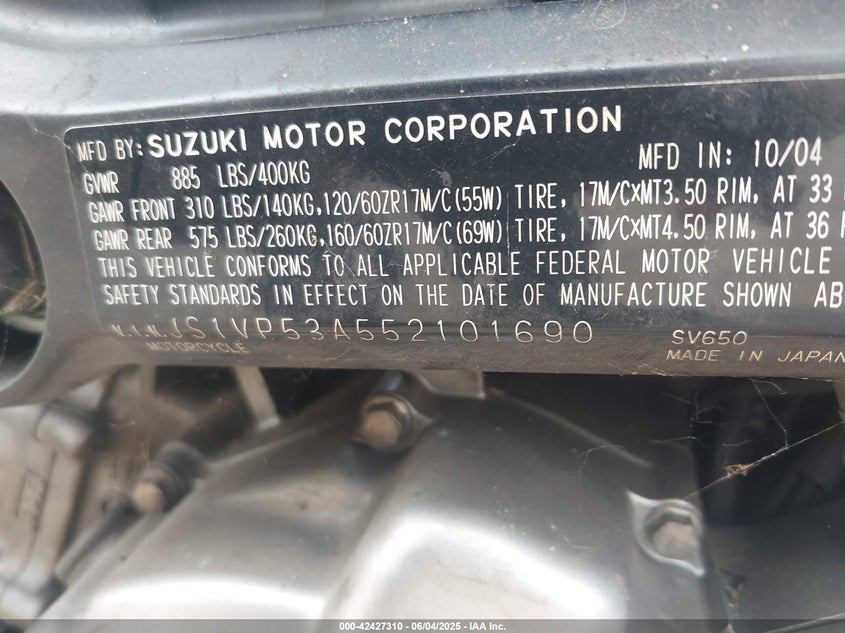 MFD BY: SUZUKI MOTOR CORPORATION
MFD IN: 10/04
GVWR 885 LBS/400KG
GAWR FRONT 310 LBS/140KG,120/60ZR17M/C(55W) TIRE, 17M/C×MT3.50 RIM, AT 33
GAWR REAR 575 LBS/260KG,160/60ZR17M/C(69W) TIRE, 17M/C×MT4.50 RIM, AT 36
THIS VEHICLE CONFORMS TO ALL APPLICABLE FEDERAL MOTOR VEHICLE
SAFETY STANDARDS IN EFFECT ON THE DATE OF MANUFACTURE SHOWN AB
V.I.N. JS1VP53A552101690 SV650
MOTORCYCLE MADE IN JAPAN
000-42427310 - 06/04/2025 - IAA Inc.